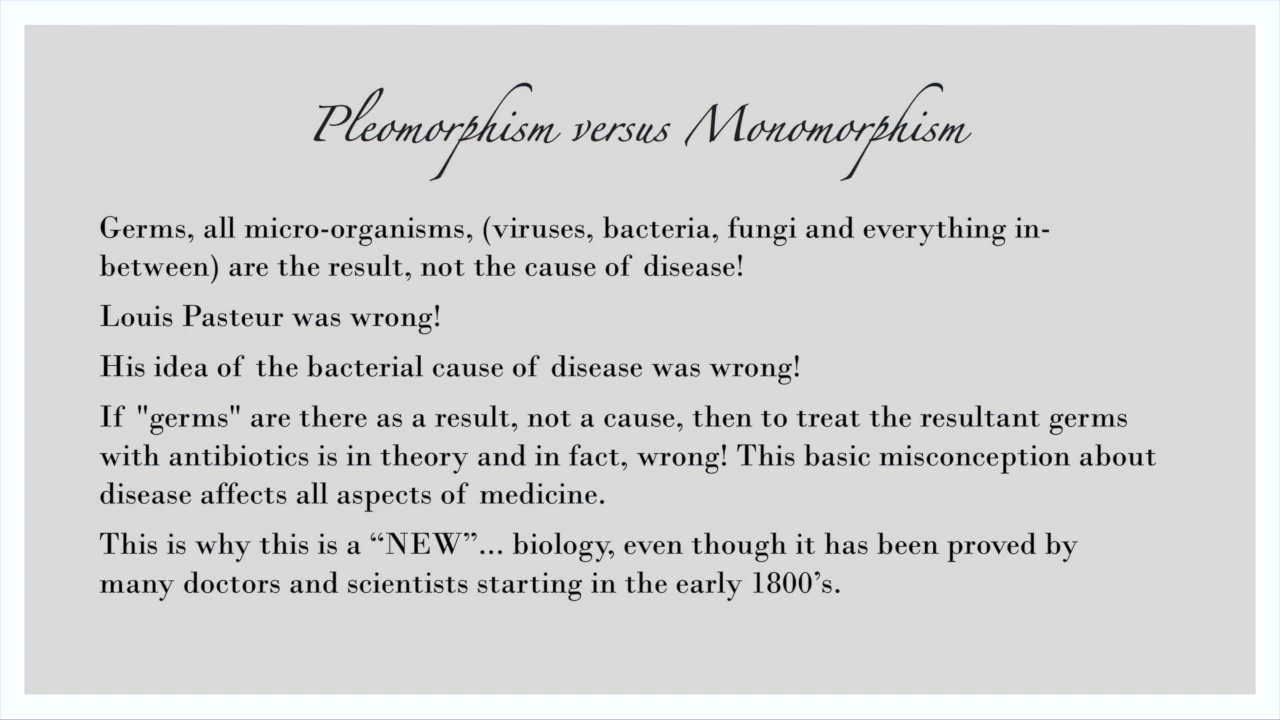 Pleomorphism versus Monomorphism
Germs, all micro-organisms, (viruses, bacteria, fungi and everything in-
between) are the result, not the cause of disease!
Louis Pasteur was wrong!
His idea of the bacterial cause of disease was wrong!
If "germs" are there as a result, not a cause, then to treat the resultant germs
with antibiotics is in theory and in fact, wrong! This basic misconception about
disease affects all aspects of medicine.
This is why this is a “NEW”... biology, even though it has been proved by
many doctors and scientists starting in the early 1800’s.